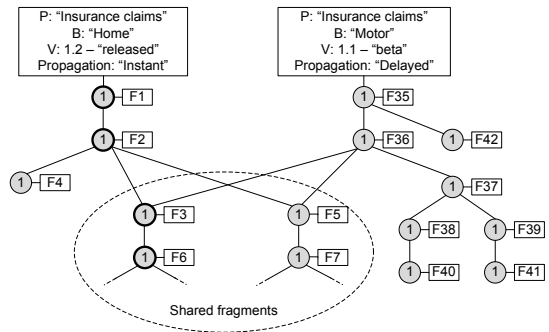 P: “Insurance claims”
B: “Home”
V: 1.2 – “released”
Propagation: “Instant”
P: “Insurance claims”
B: “Motor”
V: 1.1 – “beta”
Propagation: “Delayed”
1 F1
1 F35
1 F2
1 F36
1 F42
1 F4
1 F37
1 F3
1 F5
1 F38
1 F39
1 F6
1 F7
1 F40
1 F41
Shared fragments